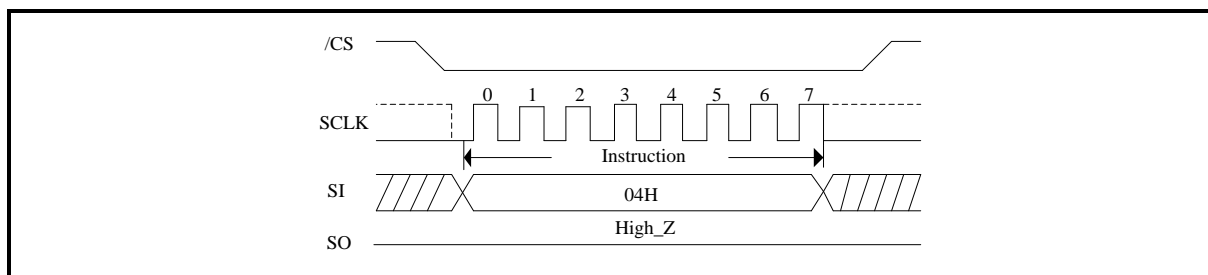 /CS
0 1 2 3 4 5 6 7
SCLK
Instruction
SI
04H
High_Z
SO